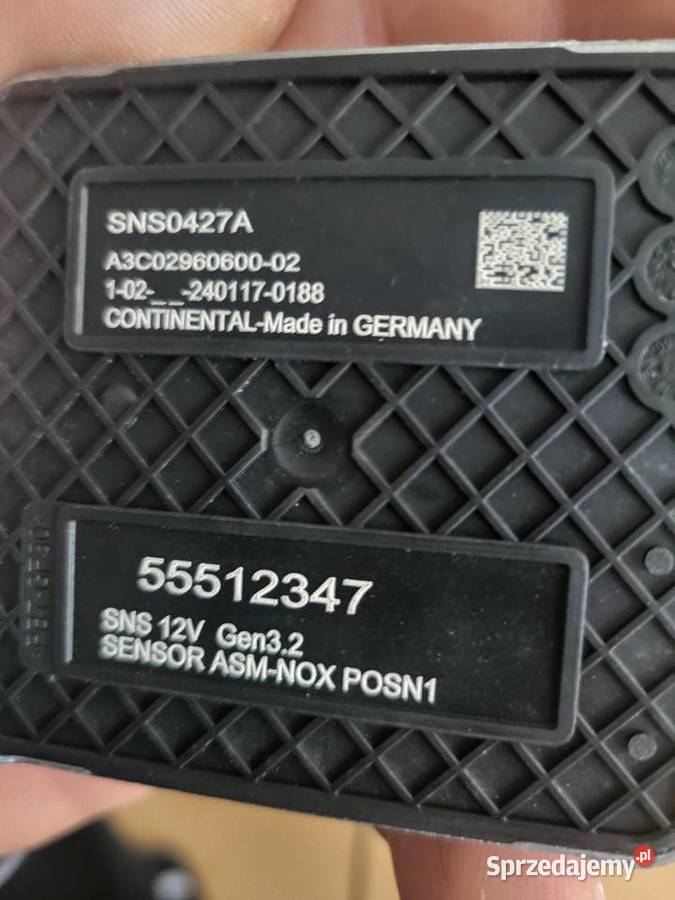 SNS0427A
A3C02960600-02
1-02-_ _-240117-0188
CONTINENTAL-Made in GERMANY
55512347
SNS 12V Gen3.2
SENSOR ASM-NOX POSN1
Sprzedajemy.pl